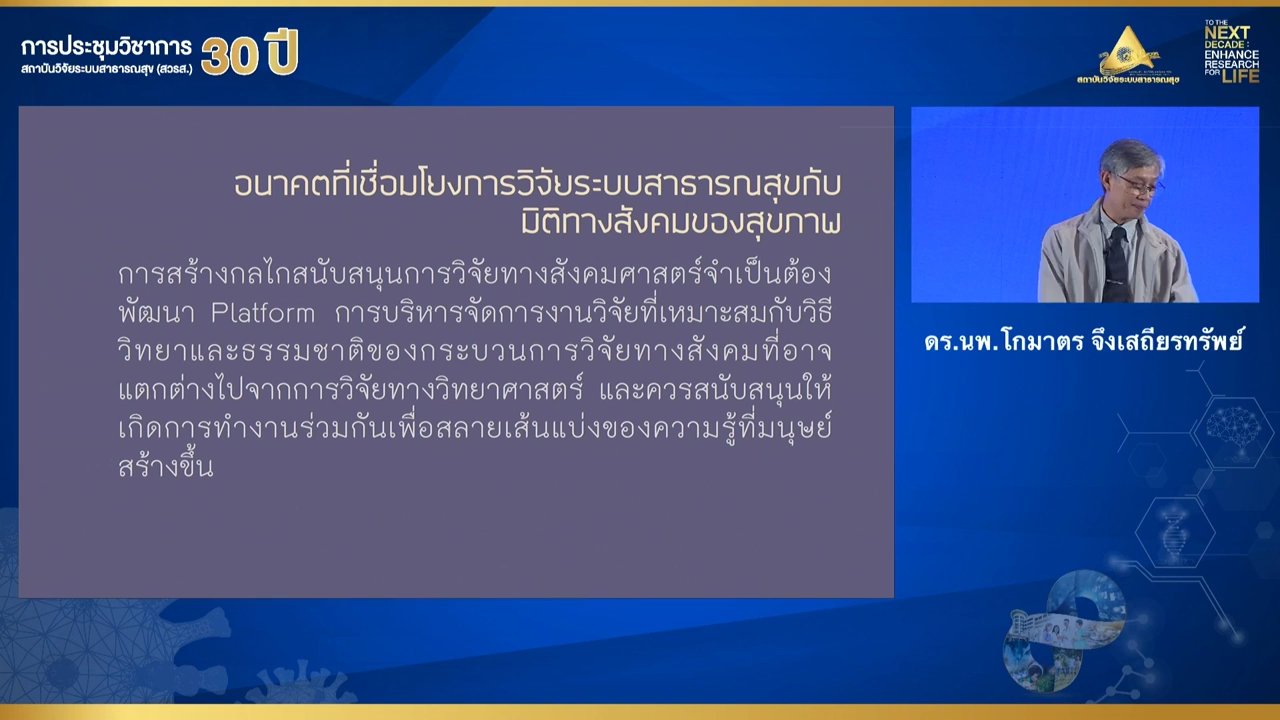 การประชุมวิชาการ 30 ปี
สถาบันวิจัยระบบสาธารณสุข (สวรส.)
สถาบันวิจัยระบบสาธารณสุข
TO THE
NEXT
DECADE :
ENHANCE
RESEARCH
FOR LIFE
อนาคตที่เชื่อมโยงการวิจัยระบบสาธารณสุขกับ
มิติทางสังคมของสุขภาพ
การสร้างกลไกสนับสนุนการวิจัยทางสังคมศาสตร์จำเป็นต้อง
พัฒนา Platform การบริหารจัดการงานวิจัยที่เหมาะสมกับวิธี
วิทยาและธรรมชาติของกระบวนการวิจัยทางสังคมที่อาจ
แตกต่างไปจากการวิจัยทางวิทยาศาสตร์ และควรสนับสนุนให้
เกิดการทำงานร่วมกันเพื่อสลายเส้นแบ่งของความรู้ที่มนุษย์
สร้างขึ้น
ดร.นพ.โกมาตร จึงเสถียรทรัพย์